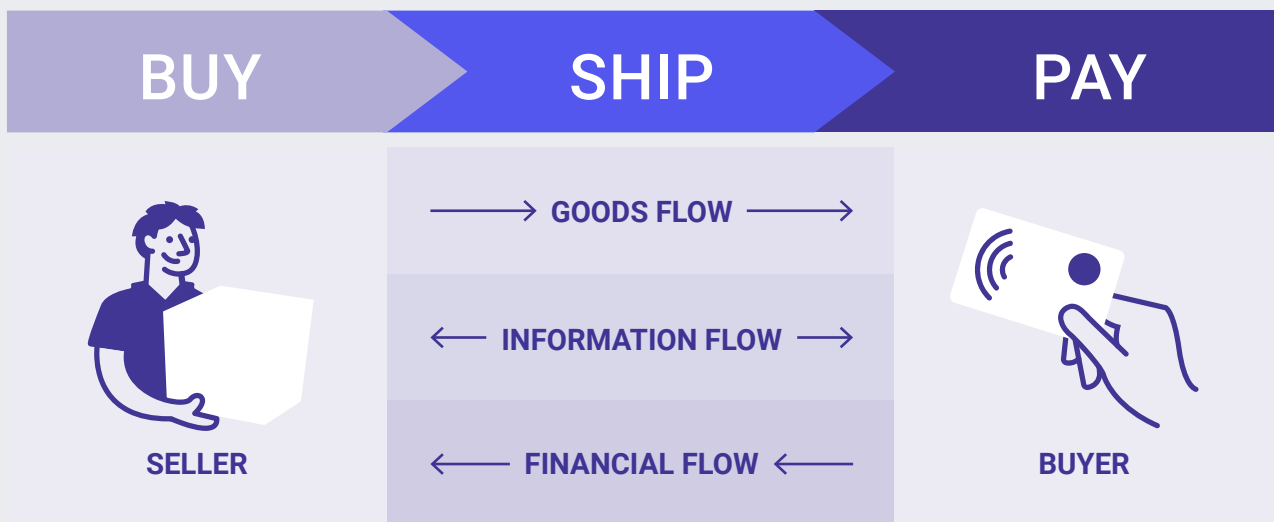 BUY
SHIP
PAY
GOODS FLOW
INFORMATION FLOW
FINANCIAL FLOW
SELLER
BUYER